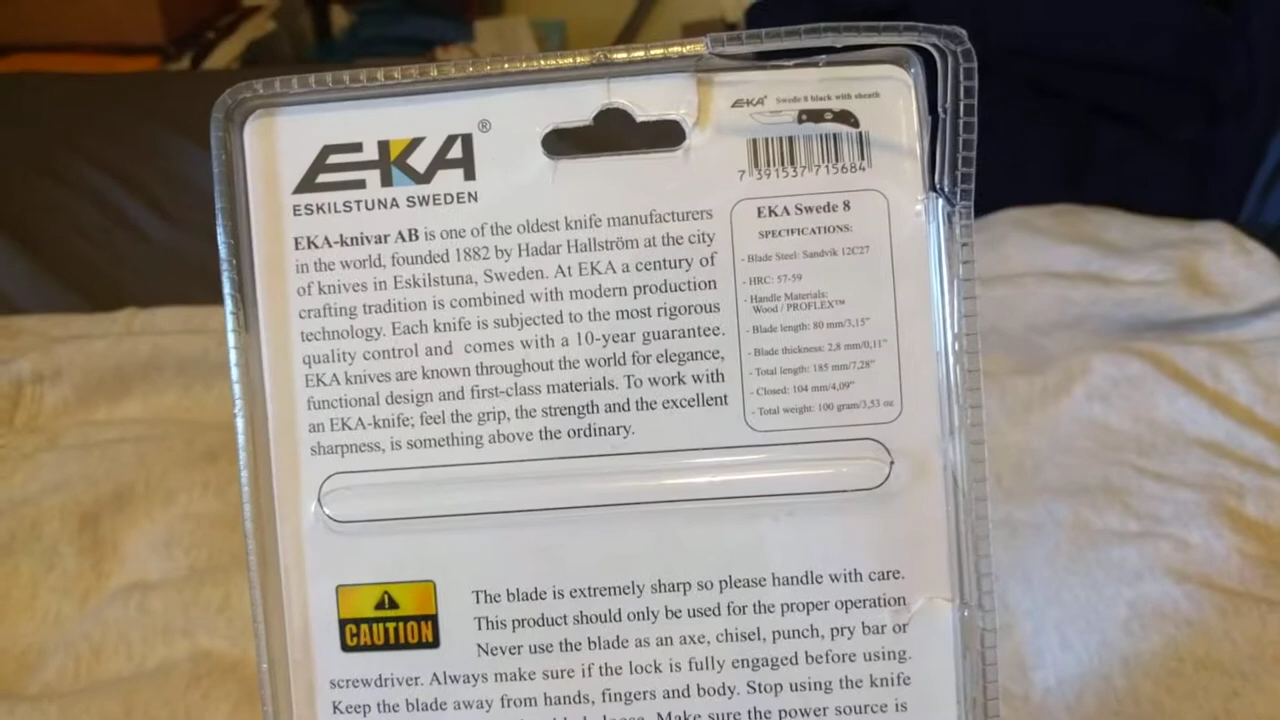 EKA®
ESKILSTUNA SWEDEN
EKA-knivar AB is one of the oldest knife manufacturers
in the world, founded 1882 by Hadar Hallström at the city
of knives in Eskilstuna, Sweden. At EKA a century of
crafting tradition is combined with modern production
technology. Each knife is subjected to the most rigorous
quality control and comes with a 10-year guarantee.
EKA knives are known throughout the world for elegance,
functional design and first-class materials. To work with
an EKA-knife; feel the grip, the strength and the excellent
sharpness, is something above the ordinary.
EKA® Swede 8 black with sheath
7 391537 715684
EKA Swede 8
SPECIFICATIONS:
- Blade Steel: Sandvik 12C27
- HRC: 57-59
- Handle Materials:
Wood / PROFLEX™
- Blade length: 80 mm/3,15"
- Blade thickness: 2,8 mm/0,11"
- Total length: 185 mm/7,28"
- Closed: 104 mm/4,09"
- Total weight: 100 gram/3,53 oz
CAUTION
The blade is extremely sharp so please handle with care.
This product should only be used for the proper operation
Never use the blade as an axe, chisel, punch, pry bar or
screwdriver. Always make sure if the lock is fully engaged before using.
Keep the blade away from hands, fingers and body. Stop using the knife
Make sure the power source is